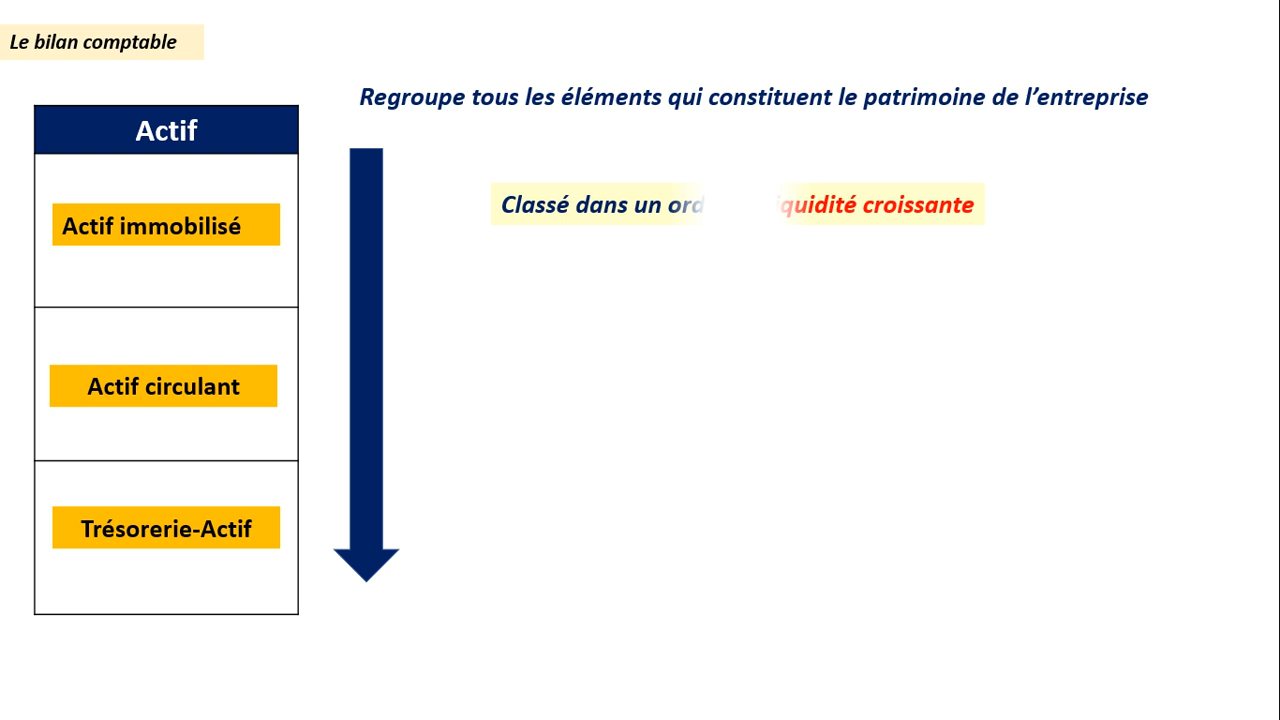 Le bilan comptable
Regroupe tous les éléments qui constituent le patrimoine de l’entreprise
Actif
Classé dans un croissante
Actif immobilisé
Actif circulant
Trésorerie-Actif